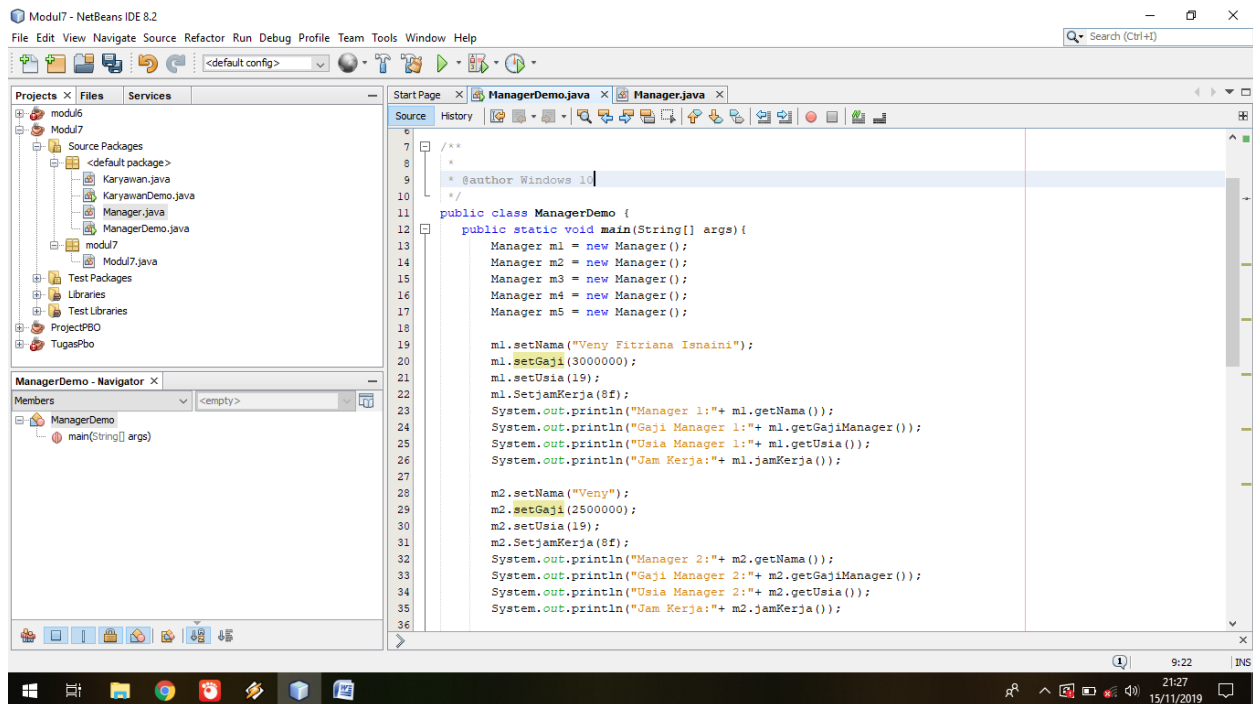 Modul7 - NetBeans IDE 8.2
File Edit View Navigate Source Refactor Run Debug Profile Team Tools Window Help
Search (Ctrl+I)
<default config>
Projects Files Services
modul6
Modul7
Source Packages
<default package>
Karyawan.java
KaryawanDemo.java
Manager.java
ManagerDemo.java
modul7
Modul7.java
Test Packages
Libraries
Test Libraries
ProjectPBO
TugasPbo
ManagerDemo - Navigator
Members <empty>
ManagerDemo
main(String[] args)
Start Page ManagerDemo.java Manager.java
Source History
6
7 /**
8 *
9 * @author Windows 10
10 */
11 public class ManagerDemo {
12 public static void main(String[] args){
13 Manager m1 = new Manager();
14 Manager m2 = new Manager();
15 Manager m3 = new Manager();
16 Manager m4 = new Manager();
17 Manager m5 = new Manager();
18
19 m1.setNama("Veny Fitriana Isnaini");
20 m1.setGaji(3000000);
21 m1.setUsia(19);
22 m1.SetjamKerja(8f);
23 System.out.println("Manager 1:"+ m1.getNama());
24 System.out.println("Gaji Manager 1:"+ m1.getGajiManager());
25 System.out.println("Usia Manager 1:"+ m1.getUsia());
26 System.out.println("Jam Kerja:"+ m1.jamKerja());
27
28 m2.setNama("Veny");
29 m2.setGaji(2500000);
30 m2.setUsia(19);
31 m2.SetjamKerja(8f);
32 System.out.println("Manager 2:"+ m2.getNama());
33 System.out.println("Gaji Manager 2:"+ m2.getGajiManager());
34 System.out.println("Usia Manager 2:"+ m2.getUsia());
35 System.out.println("Jam Kerja:"+ m2.jamKerja());
36
1 9:22 INS
21:27
15/11/2019